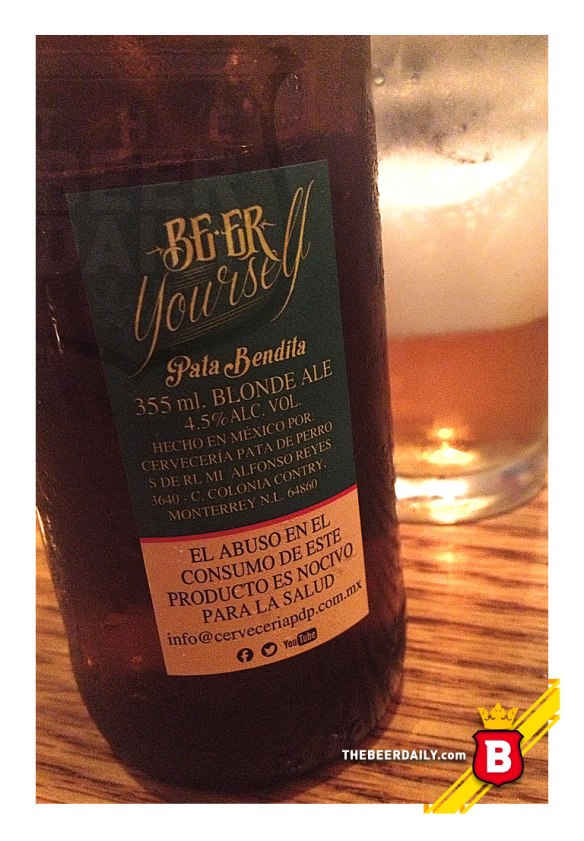 BE·ER
Yourself
Pata Bendita
355 ml. BLONDE ALE
4.5% ALC. VOL.
HECHO EN MÉXICO POR:
CERVECERÍA PATA DE PERRO
S DE RL MI ALFONSO REYES
3640 - C. COLONIA CONTRY.
MONTERREY N.L. 64860
EL ABUSO EN EL
CONSUMO DE ESTE
PRODUCTO ES NOCIVO
PARA LA SALUD
info@cerveceriapdp.com.mx
YouTube
THEBEERDAILY.com
B